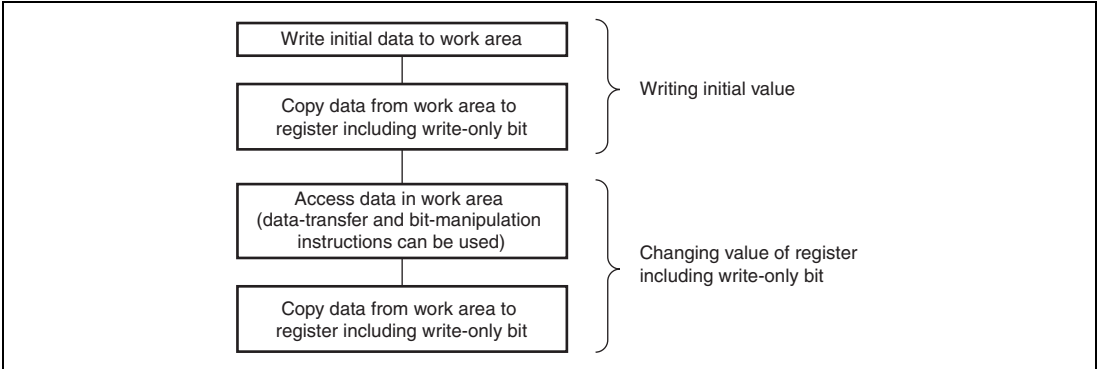 Write initial data to work area
Copy data from work area to
register including write-only bit
Writing initial value
Access data in work area
(data-transfer and bit-manipulation
instructions can be used)
Copy data from work area to
register including write-only bit
Changing value of register
including write-only bit